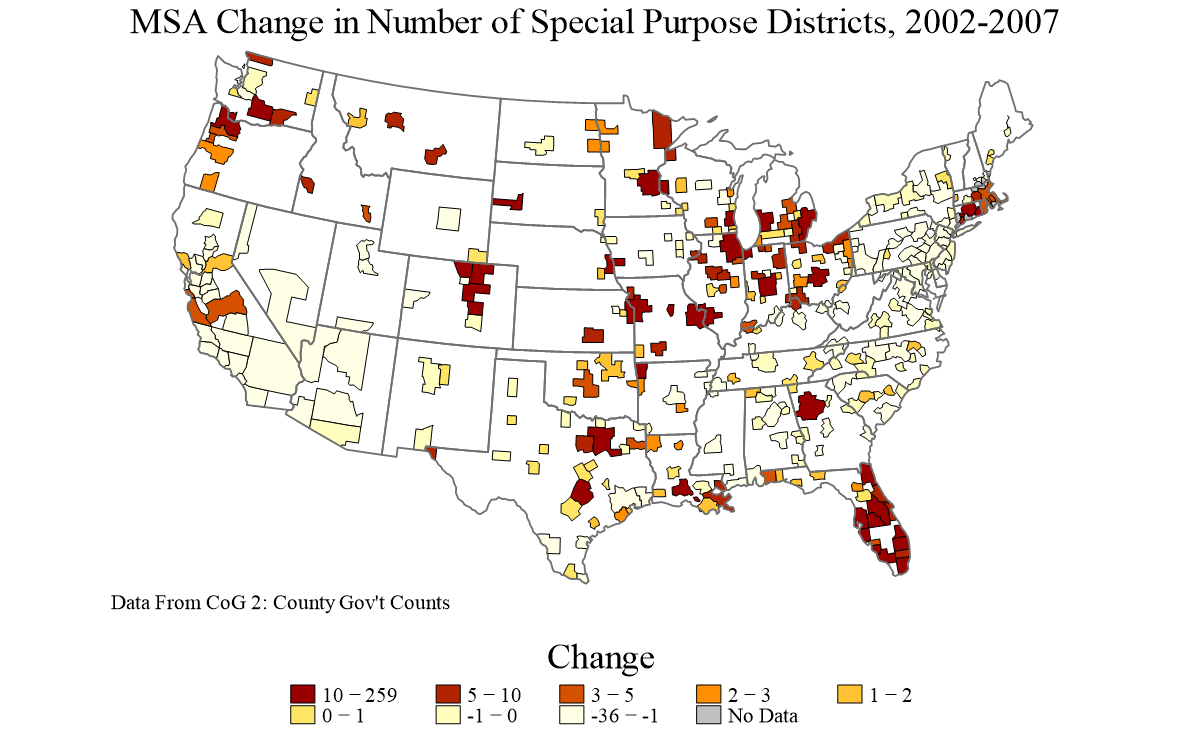 MSA Change in Number of Special Purpose Districts, 2002-2007
Data From CoG 2: County Gov't Counts
Change
10 − 259 5 − 10 3 − 5 2 − 3 1 − 2
0 − 1 -1 − 0 -36 − -1 No Data